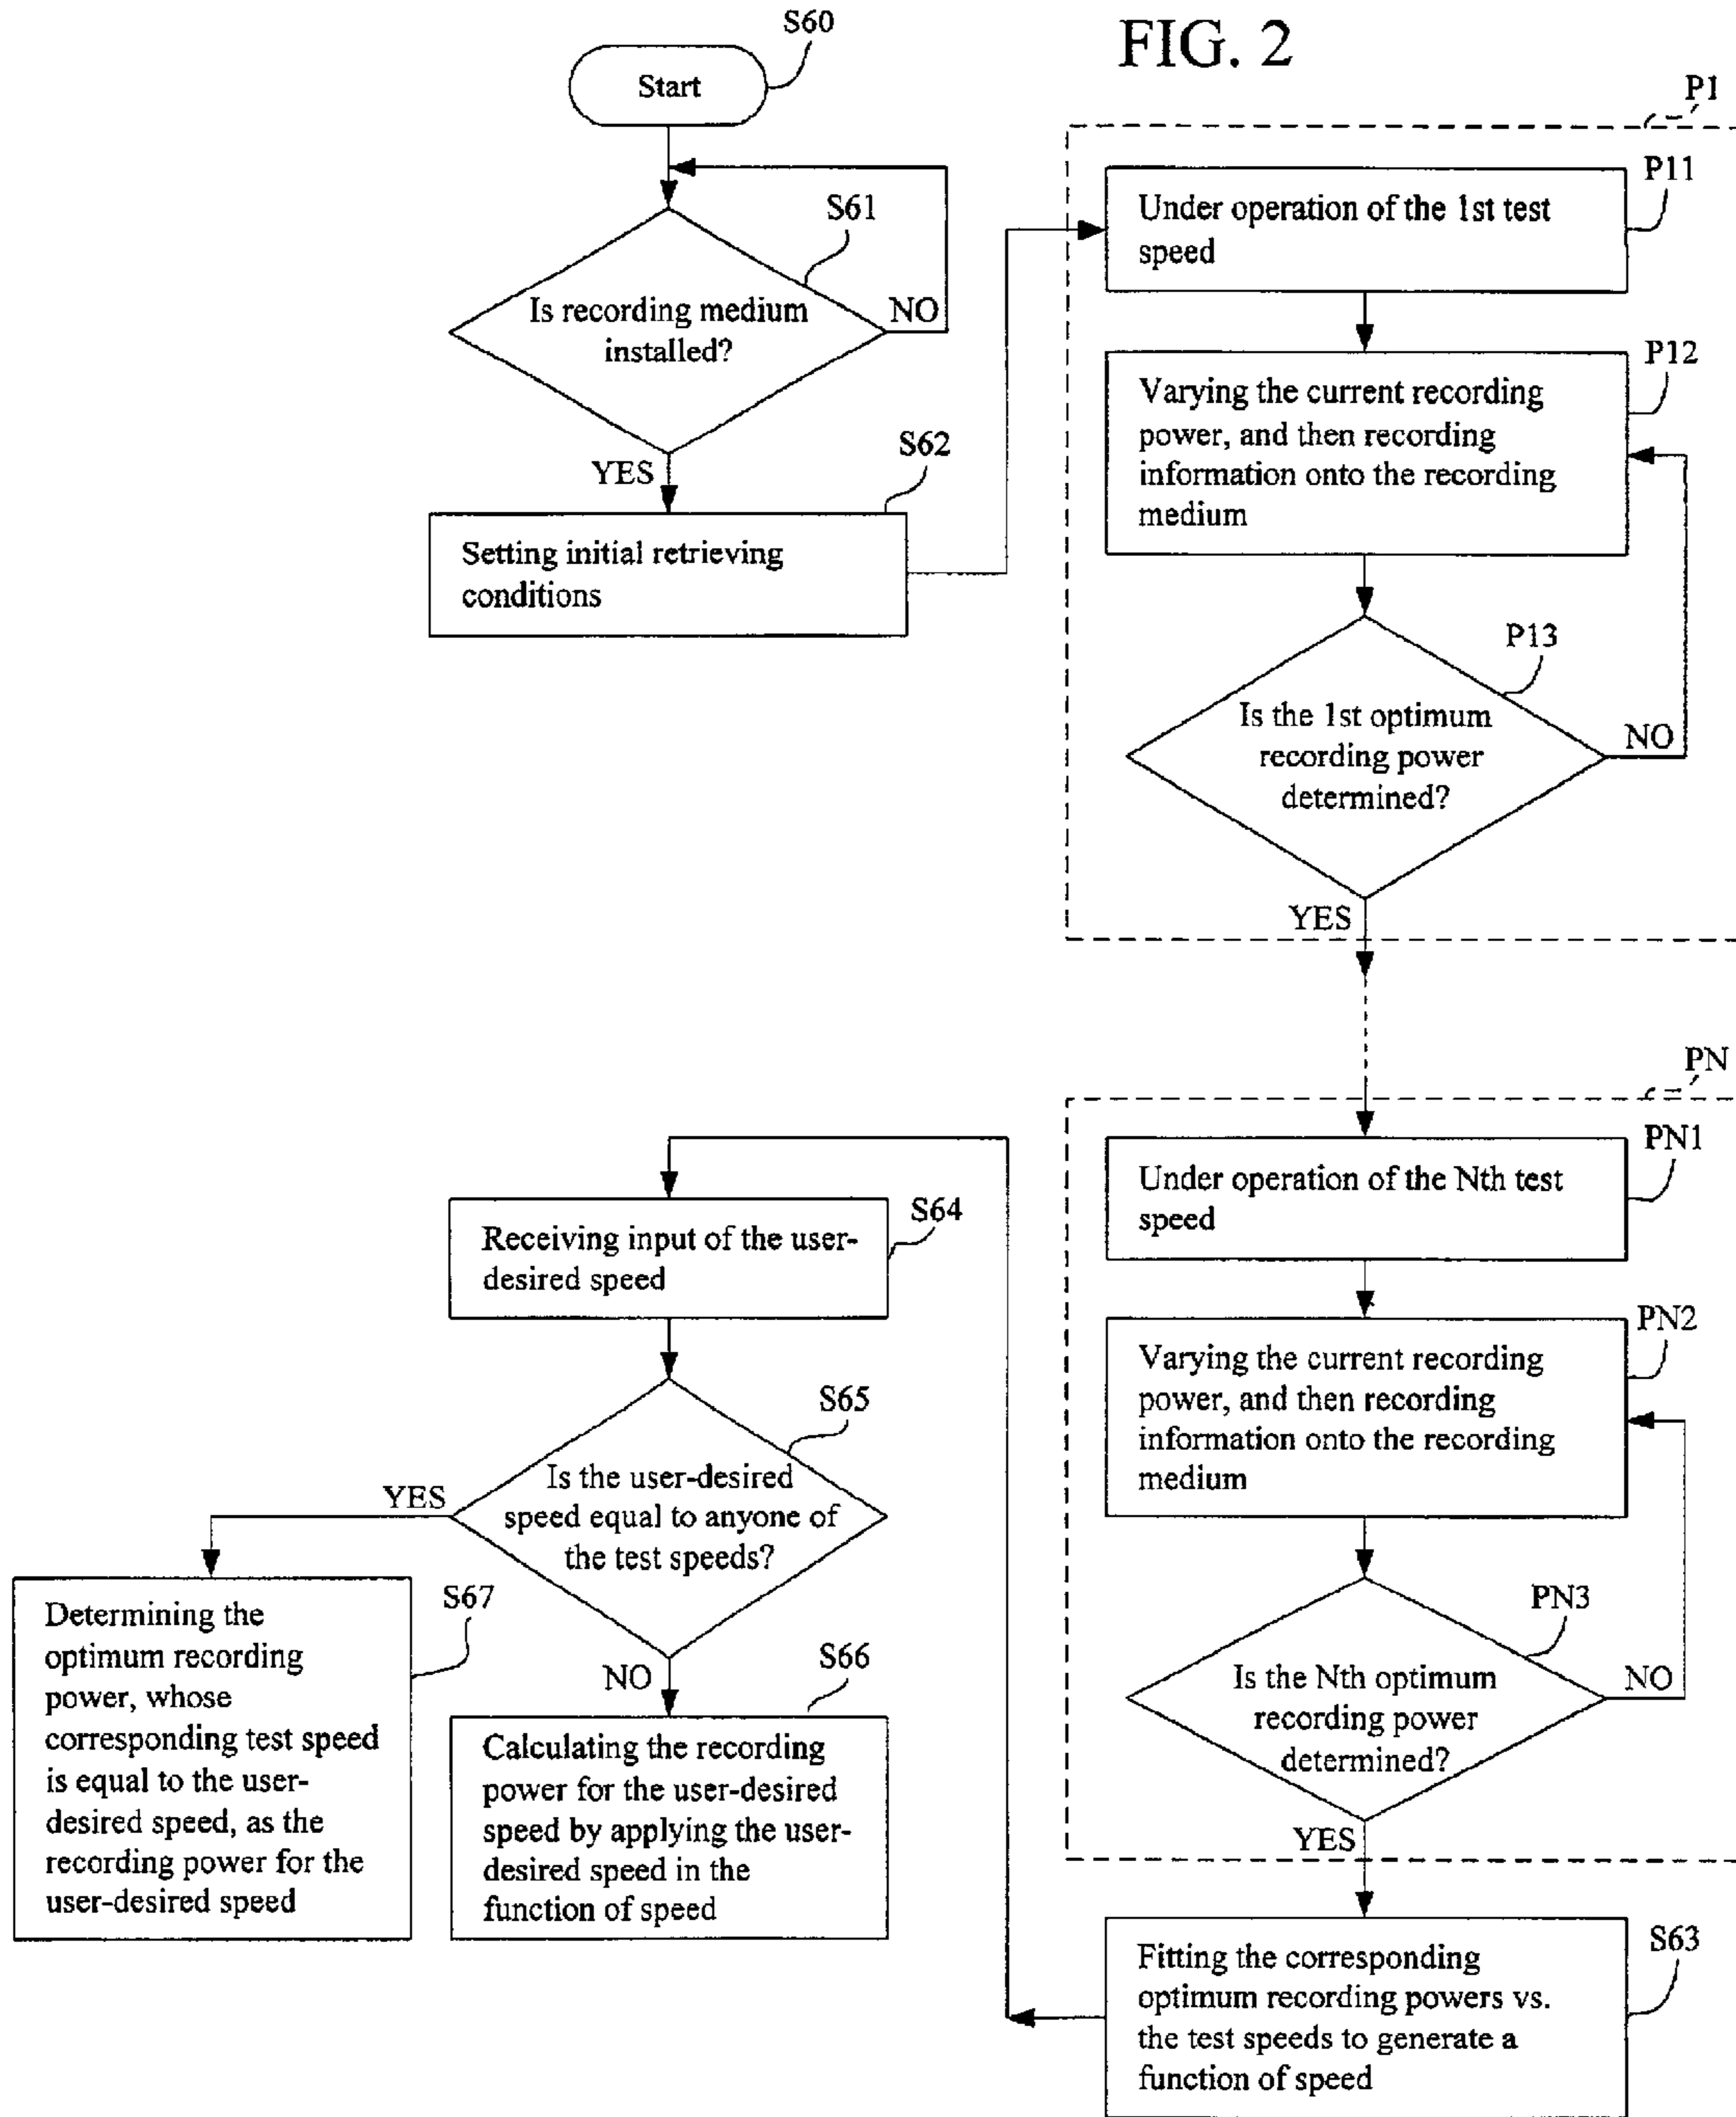 FIG. 2
S60
Start
S61
Is recording medium
installed?
NO
YES
S62
Setting initial retrieving
conditions
P1
P11
Under operation of the 1st test
speed
P12
Varying the current recording
power, and then recording
information onto the recording
medium
P13
Is the 1st optimum
recording power
determined?
NO
YES
PN
PN1
Under operation of the Nth test
speed
PN2
Varying the current recording
power, and then recording
information onto the recording
medium
PN3
Is the Nth optimum
recording power
determined?
NO
YES
S63
Fitting the corresponding
optimum recording powers vs.
the test speeds to generate a
function of speed
S64
Receiving input of the user-
desired speed
S65
Is the user-desired
speed equal to anyone of
the test speeds?
YES
NO
S67
Determining the
optimum recording
power, whose
corresponding test speed
is equal to the user-
desired speed, as the
recording power for the
user-desired speed
S66
Calculating the recording
power for the user-desired
speed by applying the user-
desired speed in the
function of speed